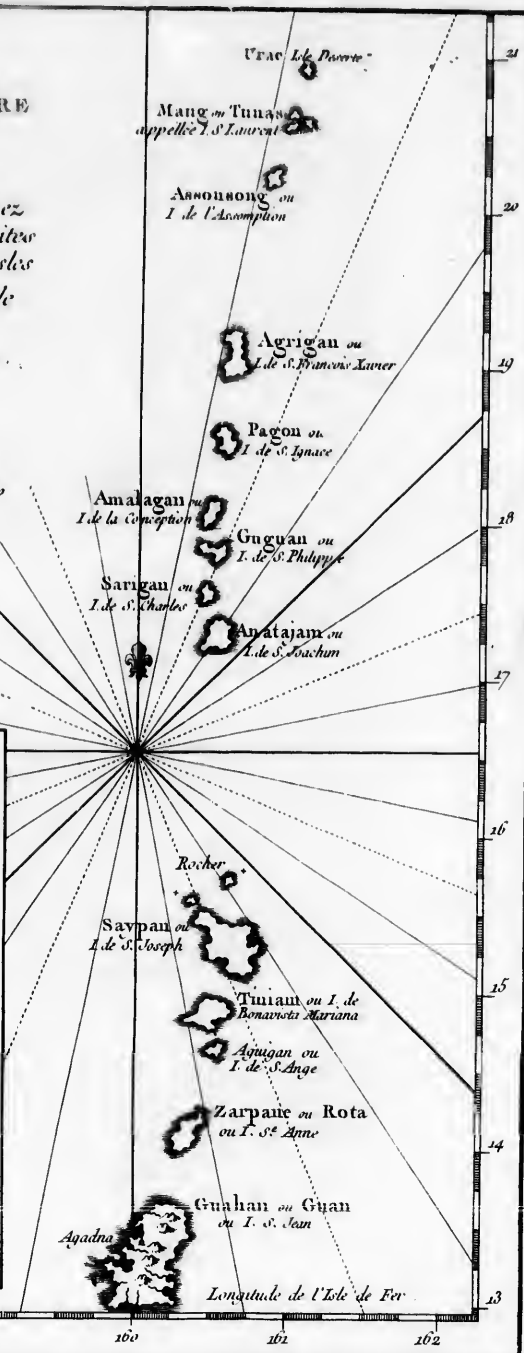 RE
ez
ites
sles
de
Urac Isle Deserte
21
Mang ou Tunas
appellée I. S. Laurent
Assonsong ou
I. de l'Assomption
20
Agrigan ou
I. de S. Francois Xavier
19
Pagon ou
I. de S. Ignace
Amalagan ou
I. de la Conception
18
Guguan ou
I. de S. Philippe
Sarigan ou
I. de S. Charles
Anatajam ou
I. de S. Joachim
17
16
Rocher
Saypan ou
I. de S. Joseph
Tiniam ou I. de
Bonavista Mariana
15
Aguigan ou
I. de S. Ange
Zarpane ou Rota
ou I. Ste. Anne
14
Guahan ou Guan
ou I. S. Jean
Agadna
Longitude de l'Isle de Fer
13
160 161 162